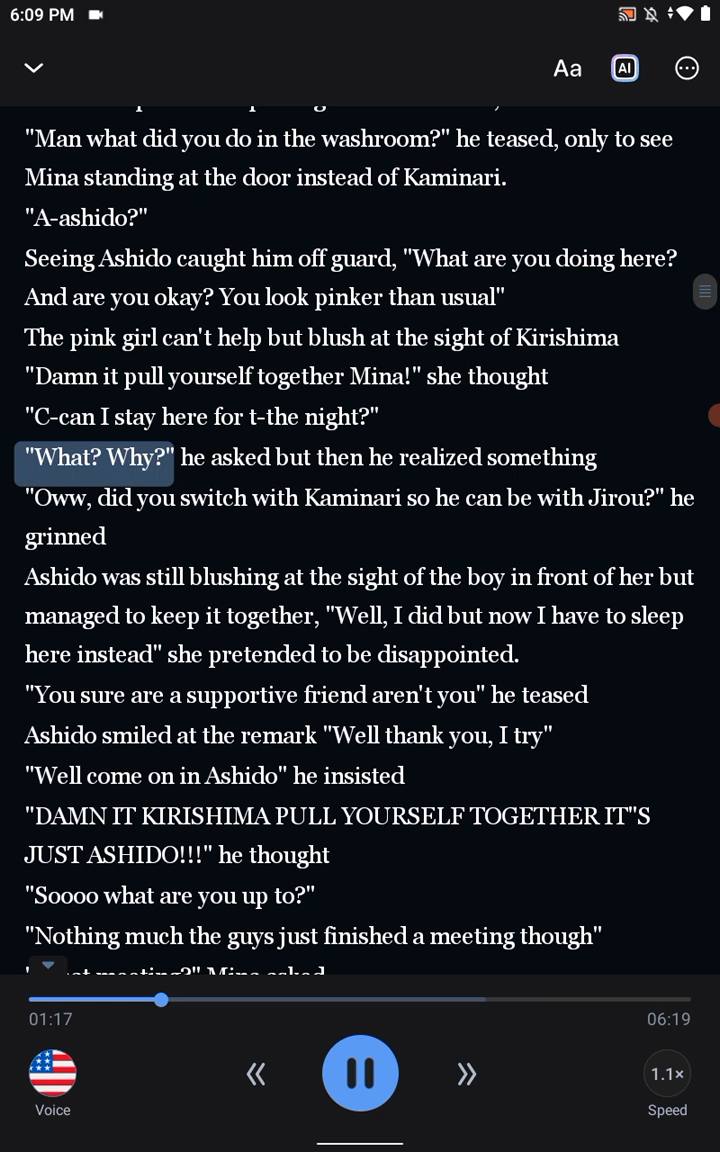 6:09 PM
Aa
AI
"Man what did you do in the washroom?" he teased, only to see
Mina standing at the door instead of Kaminari.
"A-ashido?"
Seeing Ashido caught him off guard, "What are you doing here?
And are you okay? You look pinker than usual"
The pink girl can't help but blush at the sight of Kirishima
"Damn it pull yourself together Mina!" she thought
"C-can I stay here for t-the night?"
"What? Why?" he asked but then he realized something
"Oww, did you switch with Kaminari so he can be with Jirou?" he
grinned
Ashido was still blushing at the sight of the boy in front of her but
managed to keep it together, "Well, I did but now I have to sleep
here instead" she pretended to be disappointed.
"You sure are a supportive friend aren't you" he teased
Ashido smiled at the remark "Well thank you, I try"
"Well come on in Ashido" he insisted
"DAMN IT KIRISHIMA PULL YOURSELF TOGETHER IT"S
JUST ASHIDO!!!" he thought
"Soooo what are you up to?"
"Nothing much the guys just finished a meeting though"
meeting?" Mina asked
01:17
06:19
1.1×
Voice
Speed